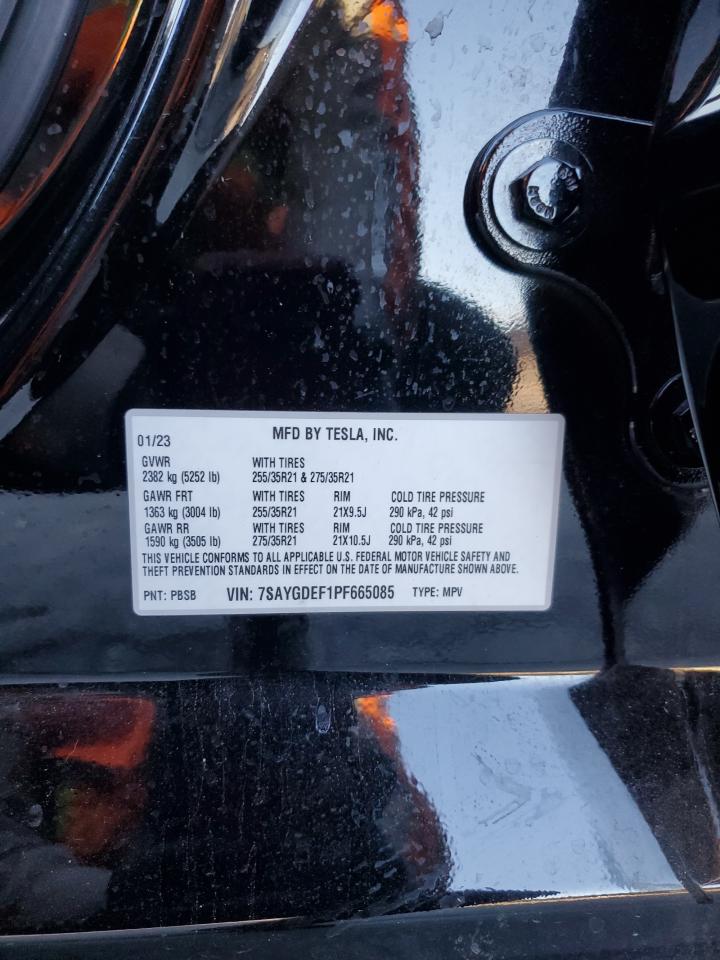 01/23 MFD BY TESLA, INC.
GVWR WITH TIRES
2382 kg (5252 lb) 255/35R21 & 275/35R21
GAWR FRT WITH TIRES RIM COLD TIRE PRESSURE
1363 kg (3004 lb) 255/35R21 21X9.5J 290 kPa, 42 psi
GAWR RR WITH TIRES RIM COLD TIRE PRESSURE
1590 kg (3505 lb) 275/35R21 21X10.5J 290 kPa, 42 psi
THIS VEHICLE CONFORMS TO ALL APPLICABLE U.S. FEDERAL MOTOR VEHICLE SAFETY AND
THEFT PREVENTION STANDARDS IN EFFECT ON THE DATE OF MANUFACTURE SHOWN ABOVE.
PNT: PBSB VIN: 7SAYGDEF1PF665085 TYPE: MPV